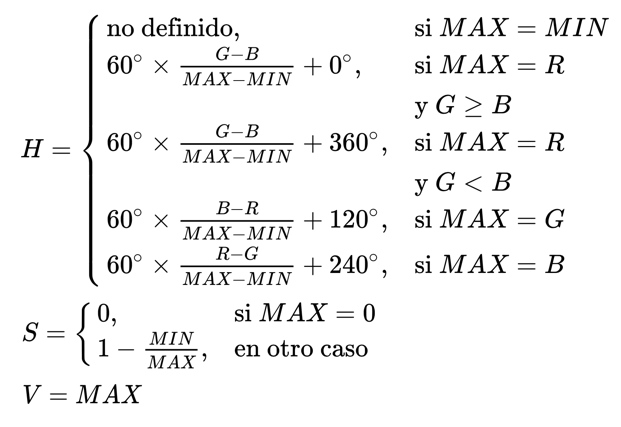 H = { no definido, si MAX = MIN
60° × (G−B)/(MAX−MIN) + 0°, si MAX = R
y G ≥ B
60° × (G−B)/(MAX−MIN) + 360°, si MAX = R
y G < B
60° × (B−R)/(MAX−MIN) + 120°, si MAX = G
60° × (R−G)/(MAX−MIN) + 240°, si MAX = B
S = { 0, si MAX = 0
1 − MIN/MAX, en otro caso
V = MAX